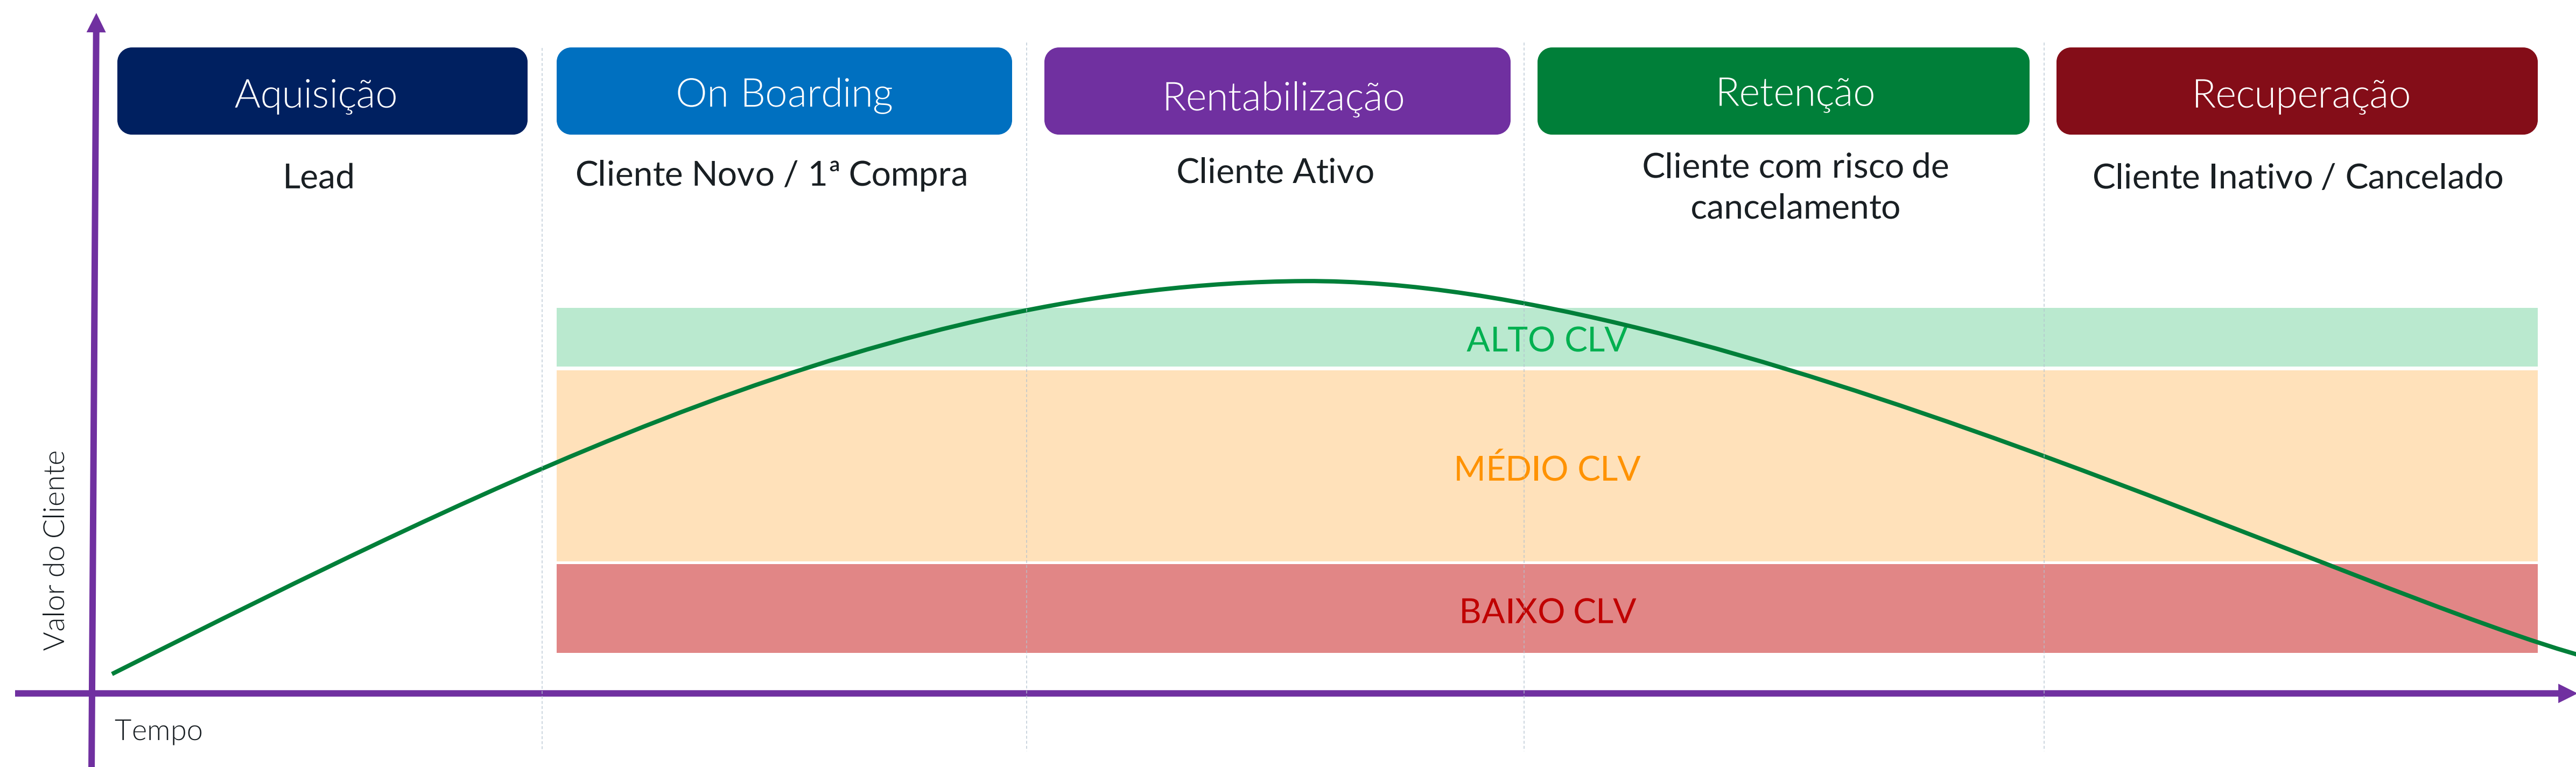 Aquisição
On Boarding
Rentabilização
Retenção
Recuperação
Lead
Cliente Novo / 1ª Compra
Cliente Ativo
Cliente com risco de
cancelamento
Cliente Inativo / Cancelado
ALTO CLV
MÉDIO CLV
BAIXO CLV
Valor do Cliente
Tempo